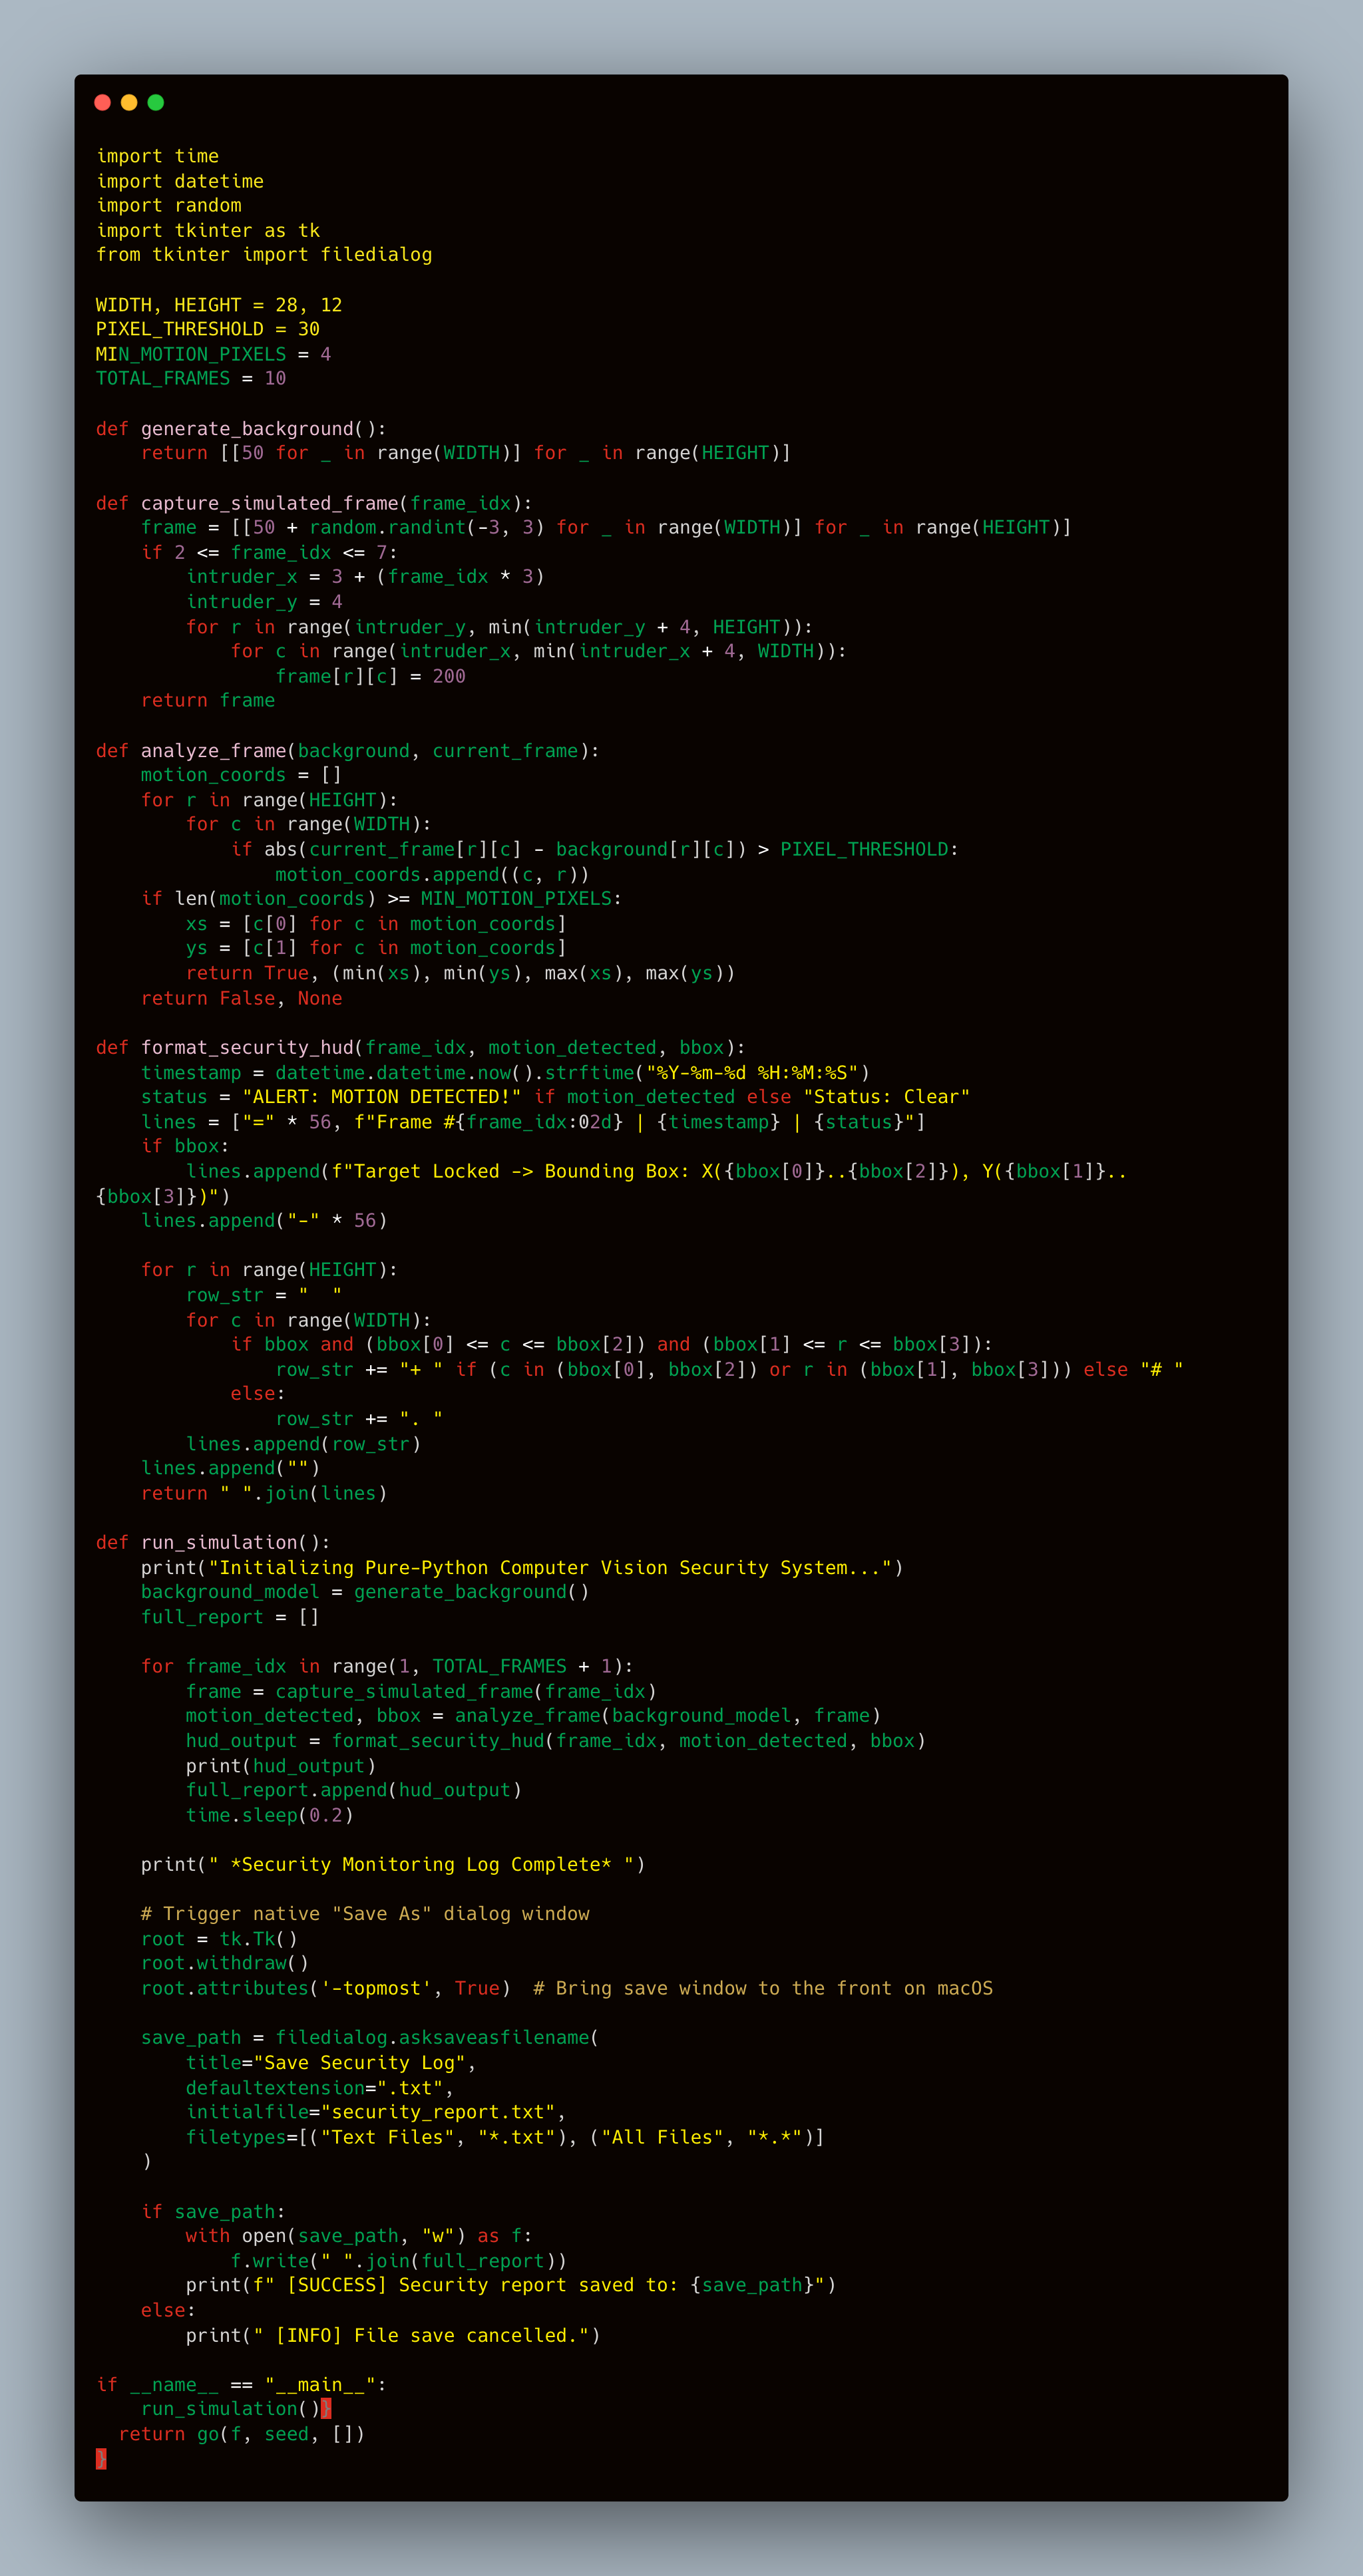 import time
import datetime
import random
import tkinter as tk
from tkinter import filedialog

WIDTH, HEIGHT = 28, 12
PIXEL_THRESHOLD = 30
MIN_MOTION_PIXELS = 4
TOTAL_FRAMES = 10

def generate_background():
    return [[50 for _ in range(WIDTH)] for _ in range(HEIGHT)]

def capture_simulated_frame(frame_idx):
    frame = [[50 + random.randint(-3, 3) for _ in range(WIDTH)] for _ in range(HEIGHT)]
    if 2 <= frame_idx <= 7:
        intruder_x = 3 + (frame_idx * 3)
        intruder_y = 4
        for r in range(intruder_y, min(intruder_y + 4, HEIGHT)):
            for c in range(intruder_x, min(intruder_x + 4, WIDTH)):
                frame[r][c] = 200
    return frame

def analyze_frame(background, current_frame):
    motion_coords = []
    for r in range(HEIGHT):
        for c in range(WIDTH):
            if abs(current_frame[r][c] - background[r][c]) > PIXEL_THRESHOLD:
                motion_coords.append((c, r))
    if len(motion_coords) >= MIN_MOTION_PIXELS:
        xs = [c[0] for c in motion_coords]
        ys = [c[1] for c in motion_coords]
        return True, (min(xs), min(ys), max(xs), max(ys))
    return False, None

def format_security_hud(frame_idx, motion_detected, bbox):
    timestamp = datetime.datetime.now().strftime("%Y-%m-%d %H:%M:%S")
    status = "ALERT: MOTION DETECTED!" if motion_detected else "Status: Clear"
    lines = ["=" * 56, f"Frame #{frame_idx:02d} | {timestamp} | {status}"]
    if bbox:
        lines.append(f"Target Locked -> Bounding Box: X({bbox[0]}..{bbox[2]}), Y({bbox[1]}..
{bbox[3]})")
    lines.append("-" * 56)

    for r in range(HEIGHT):
        row_str = "  "
        for c in range(WIDTH):
            if bbox and (bbox[0] <= c <= bbox[2]) and (bbox[1] <= r <= bbox[3]):
                row_str += "+ " if (c in (bbox[0], bbox[2]) or r in (bbox[1], bbox[3])) else "# "
            else:
                row_str += ". "
        lines.append(row_str)
    lines.append("")
    return " ".join(lines)

def run_simulation():
    print("Initializing Pure-Python Computer Vision Security System...")
    background_model = generate_background()
    full_report = []

    for frame_idx in range(1, TOTAL_FRAMES + 1):
        frame = capture_simulated_frame(frame_idx)
        motion_detected, bbox = analyze_frame(background_model, frame)
        hud_output = format_security_hud(frame_idx, motion_detected, bbox)
        print(hud_output)
        full_report.append(hud_output)
        time.sleep(0.2)

    print(" *Security Monitoring Log Complete* ")

    # Trigger native "Save As" dialog window
    root = tk.Tk()
    root.withdraw()
    root.attributes('-topmost', True)  # Bring save window to the front on macOS

    save_path = filedialog.asksaveasfilename(
        title="Save Security Log",
        defaultextension=".txt",
        initialfile="security_report.txt",
        filetypes=[("Text Files", "*.txt"), ("All Files", "*.*")]
    )

    if save_path:
        with open(save_path, "w") as f:
            f.write(" ".join(full_report))
        print(f" [SUCCESS] Security report saved to: {save_path}")
    else:
        print(" [INFO] File save cancelled.")

if __name__ == "__main__":
    run_simulation()}
  return go(f, seed, [])
}